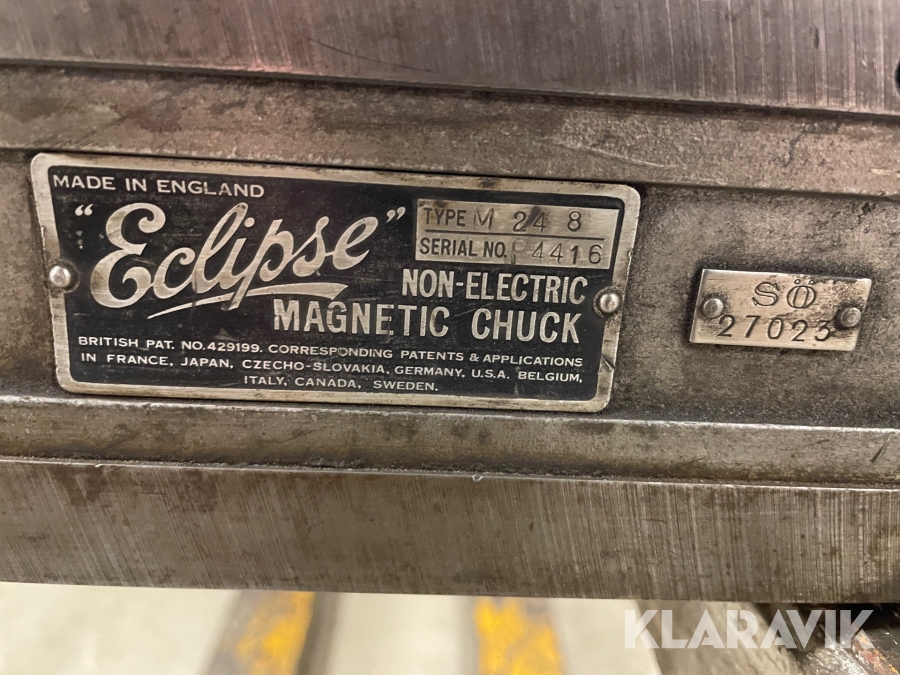 MADE IN ENGLAND
"Eclipse"
TYPE M 24 8
SERIAL NO. P4416
NON-ELECTRIC
MAGNETIC CHUCK
BRITISH PAT. NO. 429199. CORRESPONDING PATENTS & APPLICATIONS
IN FRANCE, JAPAN, CZECHO-SLOVAKIA, GERMANY, U.S.A. BELGIUM,
ITALY, CANADA, SWEDEN.
SÖ
27023
KLARAVIK